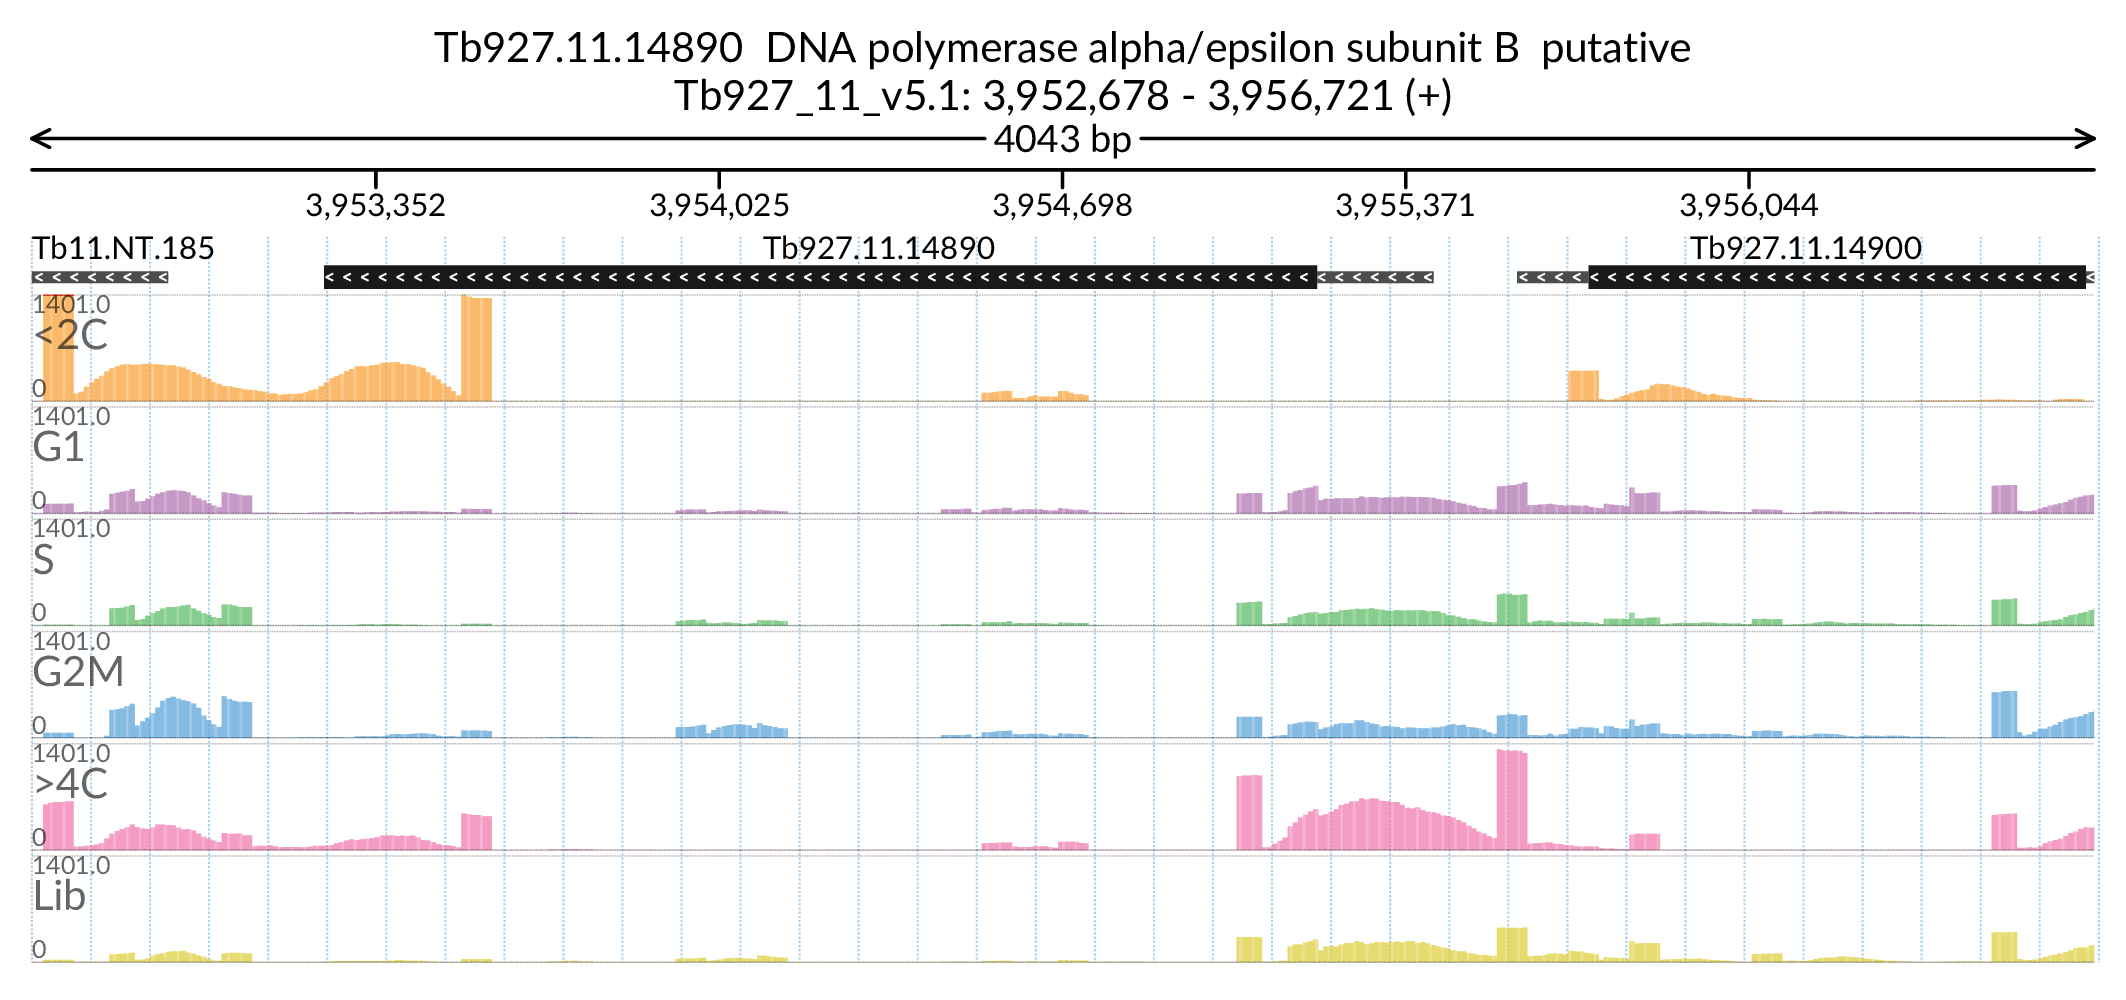 Tb927.11.14890  DNA polymerase alpha/epsilon subunit B  putative
Tb927_11_v5.1: 3,952,678 - 3,956,721 (+)
4043 bp
3,953,352 3,954,025 3,954,698 3,955,371 3,956,044
Tb11.NT.185 Tb927.11.14890 Tb927.11.14900
1401.0
<2C
0
1401.0
G1
0
1401.0
S
0
1401.0
G2M
0
1401.0
>4C
0
1401.0
Lib
0